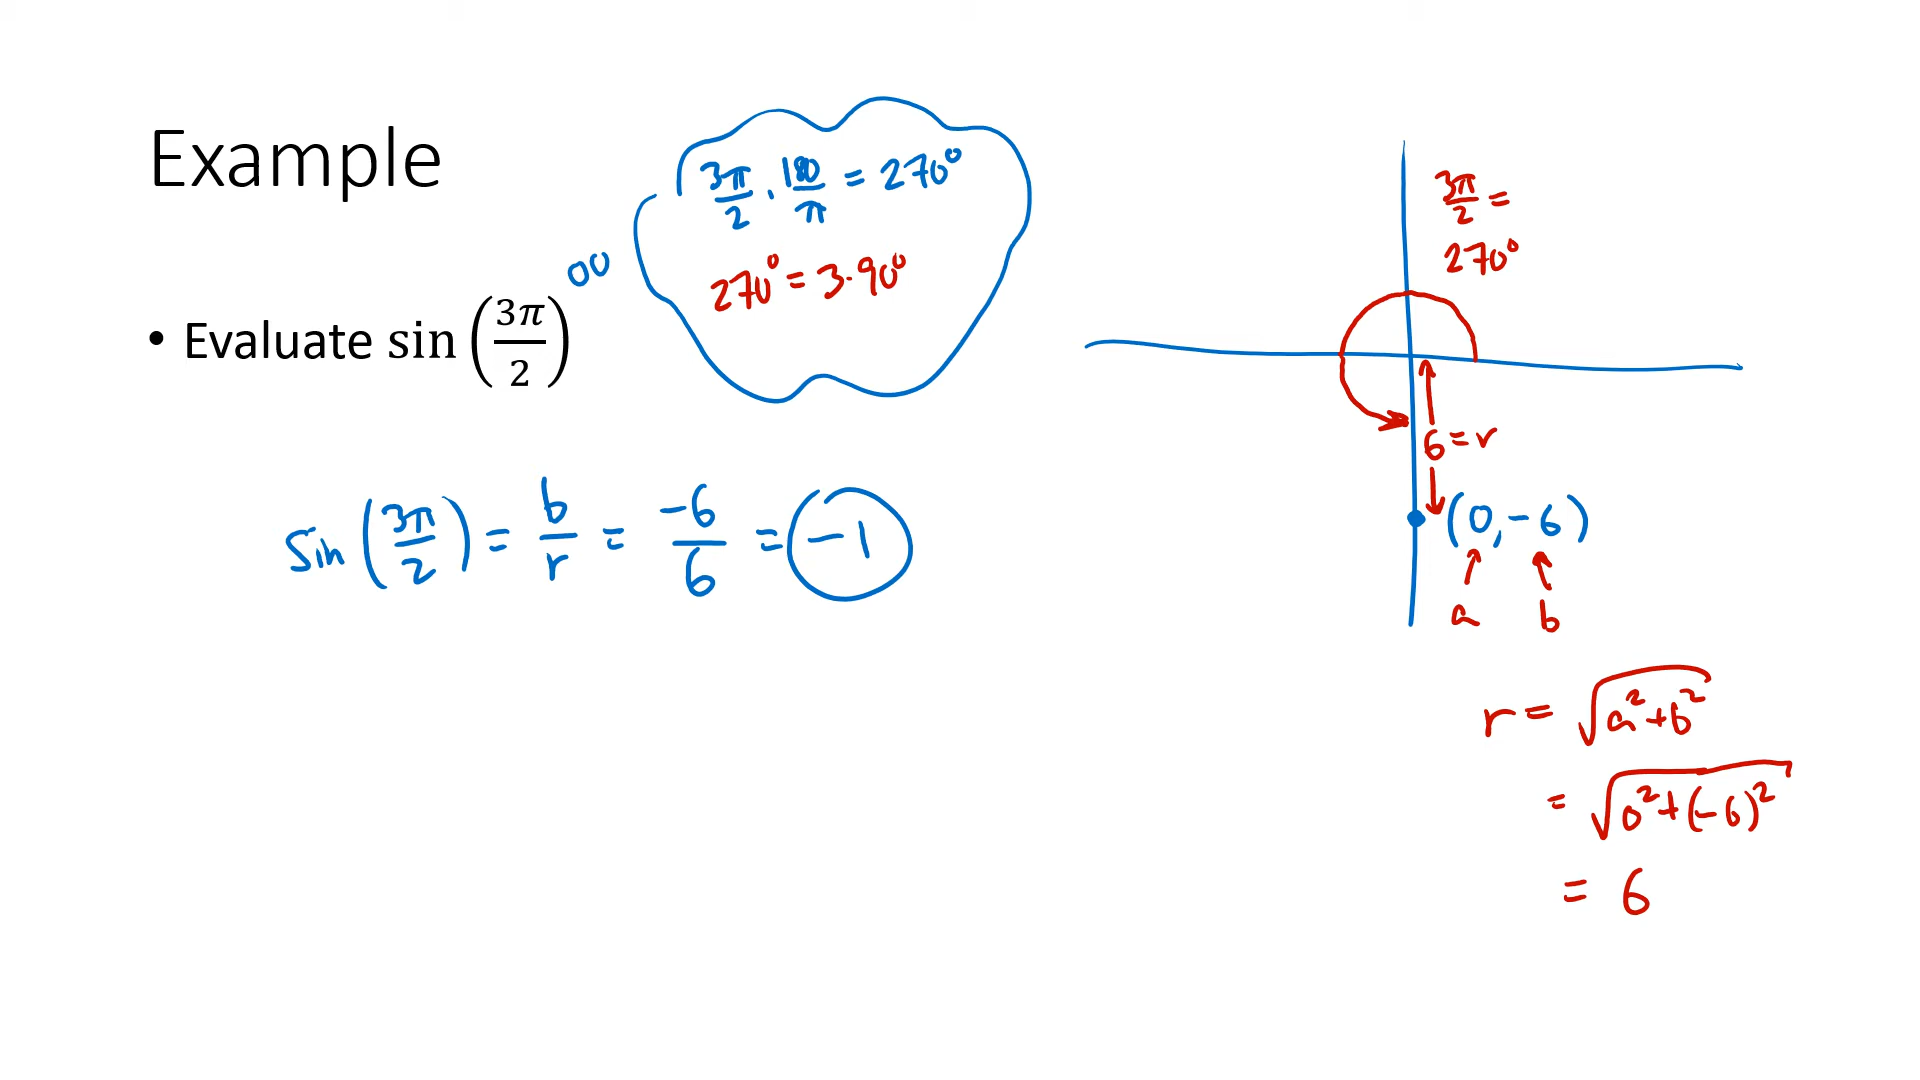 Example
3π/2 · 180/π = 270°
270° = 3·90°
• Evaluate sin(3π/2)
sin(3π/2) = b/r = -6/6 = -1
3π/2 =
270°
6 = r
(0, -6)
a b
r = √(a²+b²)
= √(0²+(-6)²)
= 6